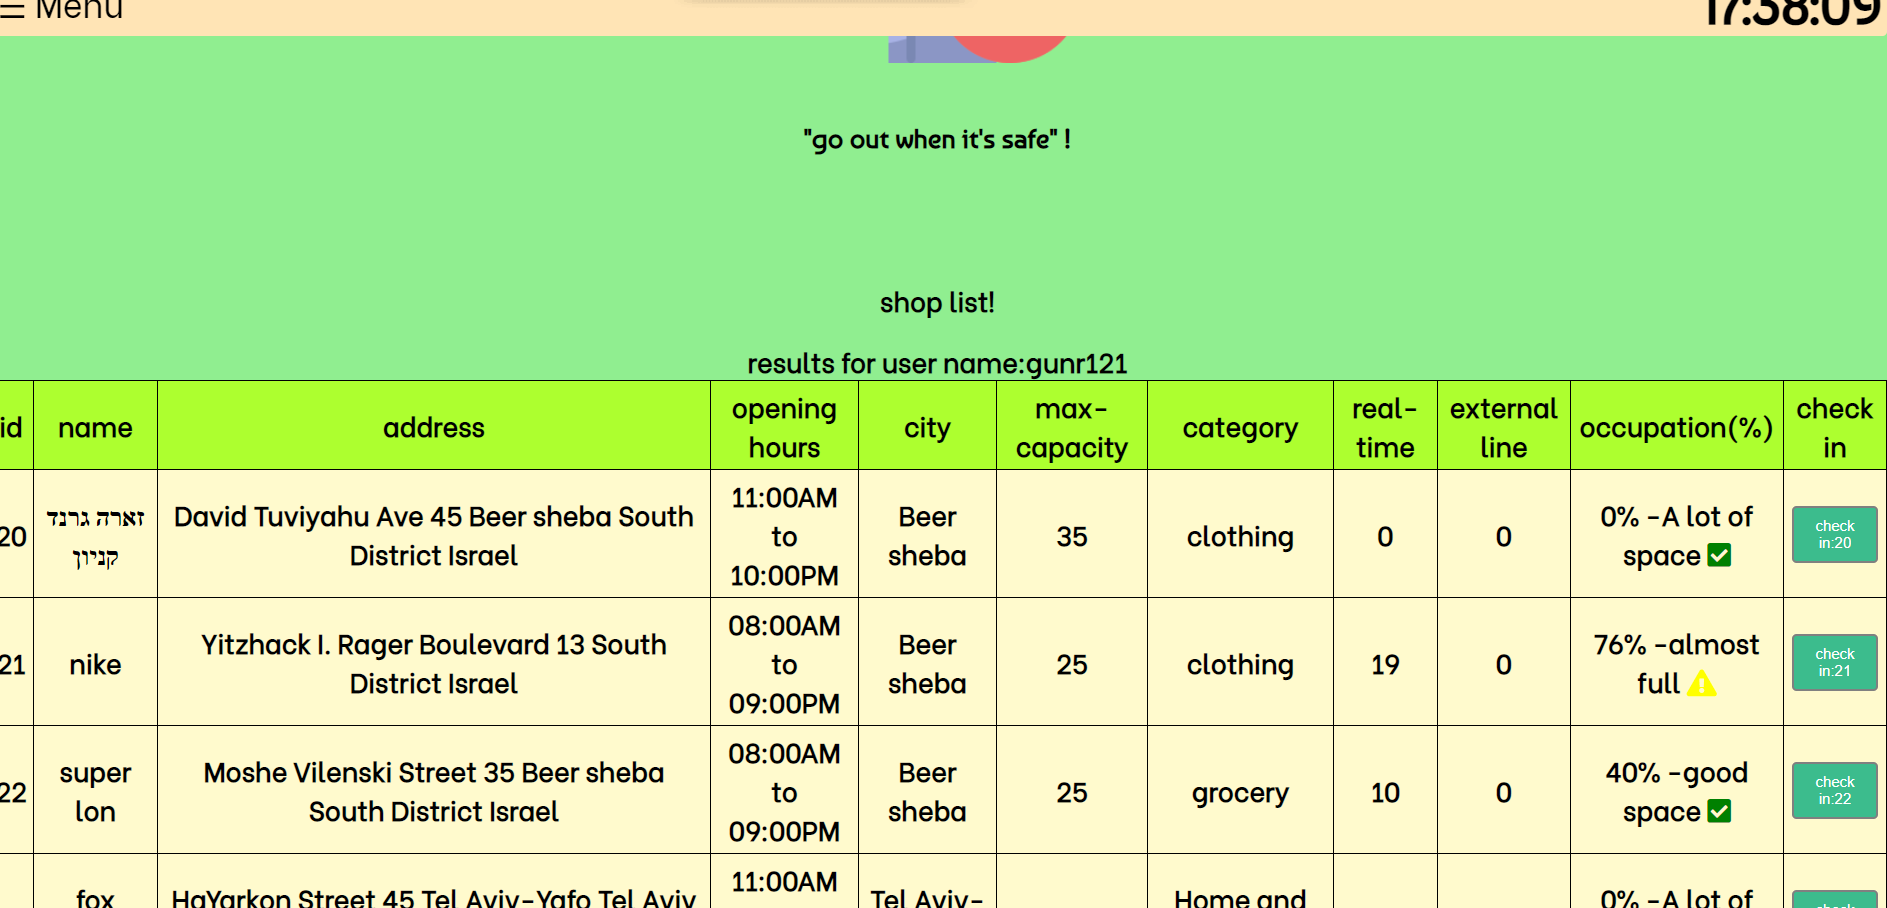 ☰ Menu
17:38:09
"go out when it's safe" !
shop list!
results for user name:gunr121
id name address opening hours city max-capacity category real-time external line occupation(%) check in
20 זארה גרנד קניון David Tuviyahu Ave 45 Beer sheba South District Israel 11:00AM to 10:00PM Beer sheba 35 clothing 0 0 0% -A lot of space ✅ check in:20
21 nike Yitzhack I. Rager Boulevard 13 South District Israel 08:00AM to 09:00PM Beer sheba 25 clothing 19 0 76% -almost full ⚠ check in:21
22 super lon Moshe Vilenski Street 35 Beer sheba South District Israel 08:00AM to 09:00PM Beer sheba 25 grocery 10 0 40% -good space ✅ check in:22
fox HaYarkon Street 45 Tel Aviv-Yafo Tel Aviv 11:00AM Tel Aviv- Home and 0% -A lot of check